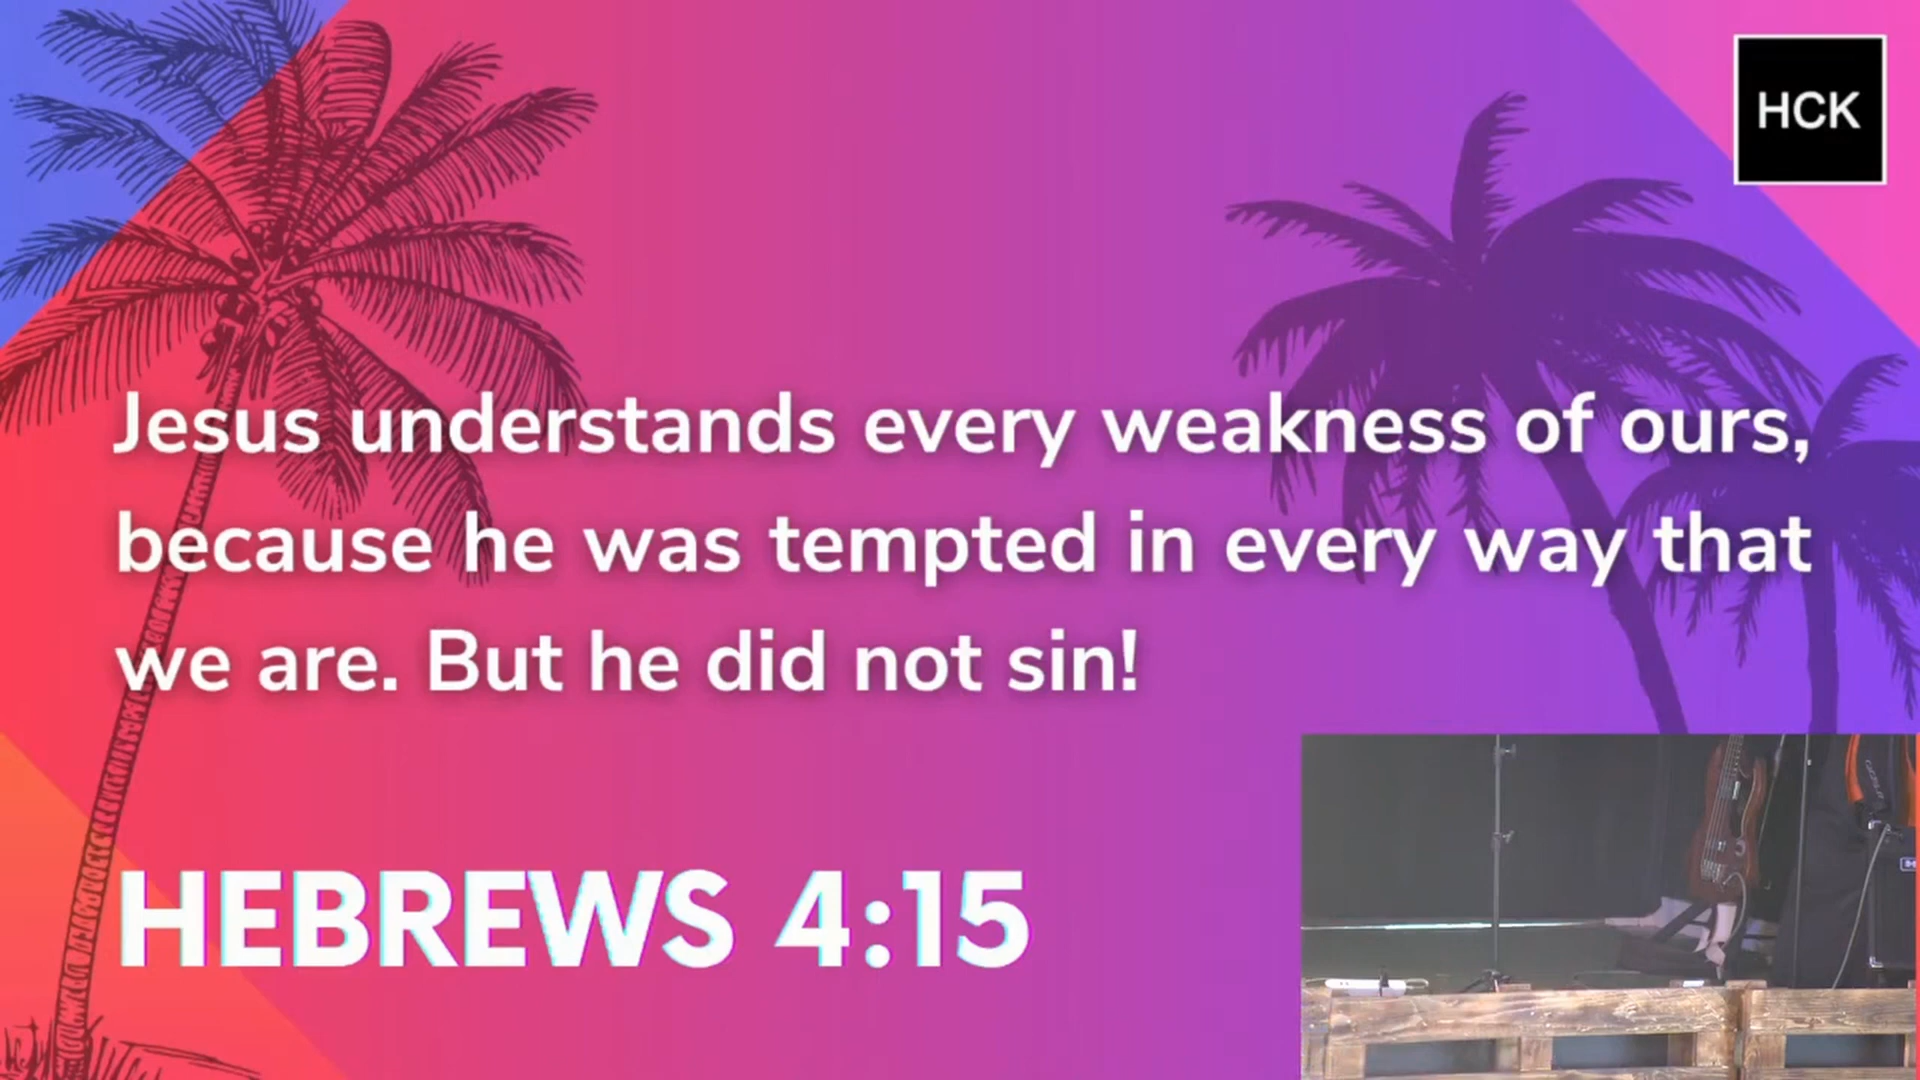 HCK
Jesus understands every weakness of ours,
because he was tempted in every way that
we are. But he did not sin!
HEBREWS 4:15